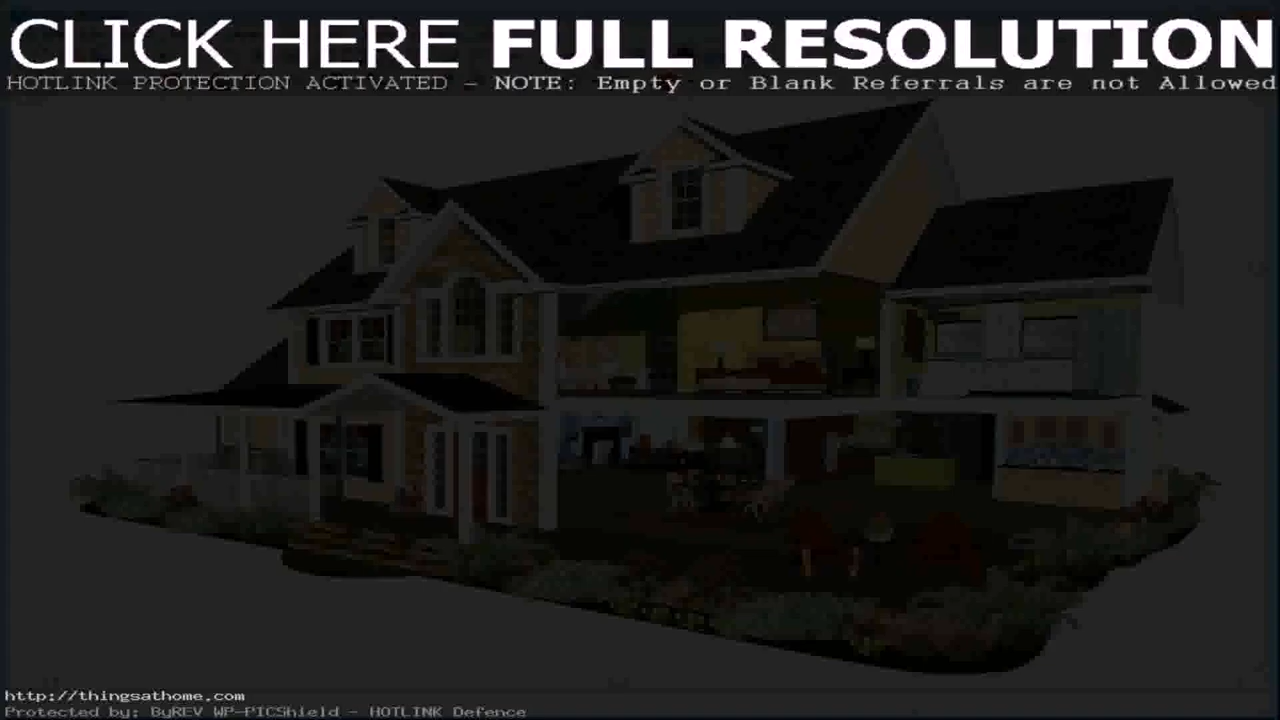 CLICK HERE FULL RESOLUTION
HOTLINK PROTECTION ACTIVATED - NOTE: Empty or Blank Referrals are not Allowed
http://thingsathome.com
Protected by: ByREV WP-PICShield - HOTLINK Defence